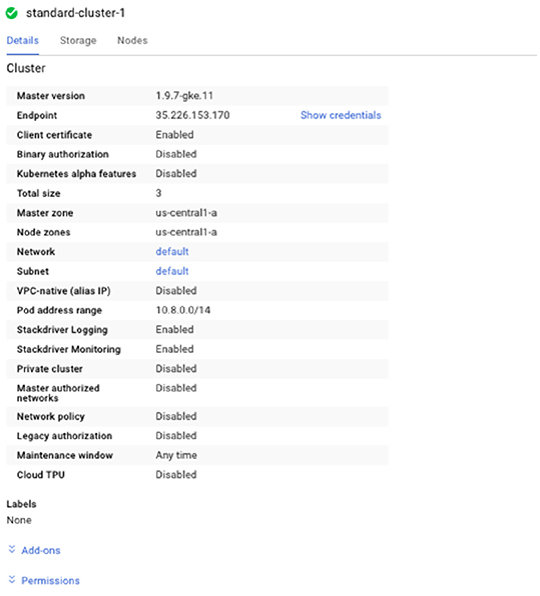 standard-cluster-1
Details Storage Nodes
Cluster
Master version 1.9.7-gke.11
Endpoint 35.226.153.170 Show credentials
Client certificate Enabled
Binary authorization Disabled
Kubernetes alpha features Disabled
Total size 3
Master zone us-central1-a
Node zones us-central1-a
Network default
Subnet default
VPC-native (alias IP) Disabled
Pod address range 10.8.0.0/14
Stackdriver Logging Enabled
Stackdriver Monitoring Enabled
Private cluster Disabled
Master authorized Disabled
networks
Network policy Disabled
Legacy authorization Disabled
Maintenance window Any time
Cloud TPU Disabled
Labels
None
Add-ons
Permissions